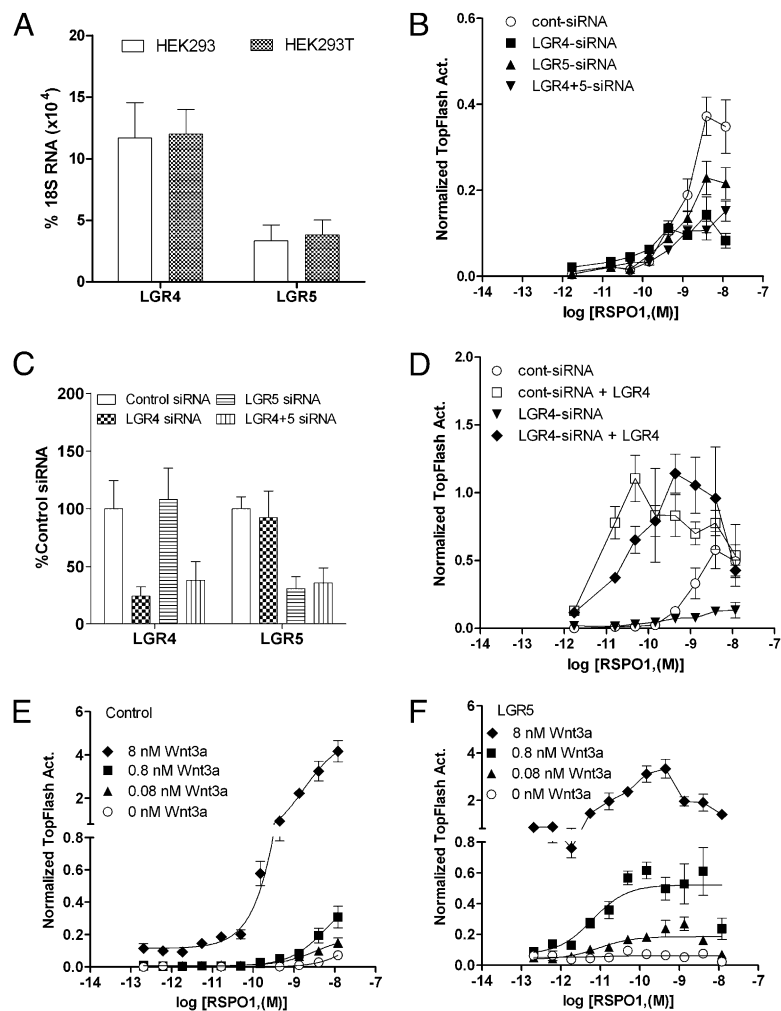 A
% 18S RNA (x10⁴)
20
15
10
5
0
HEK293
HEK293T
LGR4
LGR5
B
Normalized TopFlash Act.
0.6
0.4
0.2
0.0
cont-siRNA
LGR4-siRNA
LGR5-siRNA
LGR4+5-siRNA
-14 -13 -12 -11 -10 -9 -8 -7
log [RSPO1,(M)]
C
%Control siRNA
200
150
100
50
0
Control siRNA
LGR5 siRNA
LGR4 siRNA
LGR4+5 siRNA
LGR4
LGR5
D
Normalized TopFlash Act.
2.0
1.5
1.0
0.5
0.0
cont-siRNA
cont-siRNA + LGR4
LGR4-siRNA
LGR4-siRNA + LGR4
-14 -13 -12 -11 -10 -9 -8 -7
log [RSPO1,(M)]
E
Control
Normalized TopFlash Act.
6
4
2
0.8
0.6
0.4
0.2
0.0
8 nM Wnt3a
0.8 nM Wnt3a
0.08 nM Wnt3a
0 nM Wnt3a
-14 -13 -12 -11 -10 -9 -8 -7
log [RSPO1,(M)]
F
LGR5
Normalized TopFlash Act.
6
4
2
0.8
0.6
0.4
0.2
0.0
8 nM Wnt3a
0.8 nM Wnt3a
0.08 nM Wnt3a
0 nM Wnt3a
-14 -13 -12 -11 -10 -9 -8 -7
log [RSPO1,(M)]